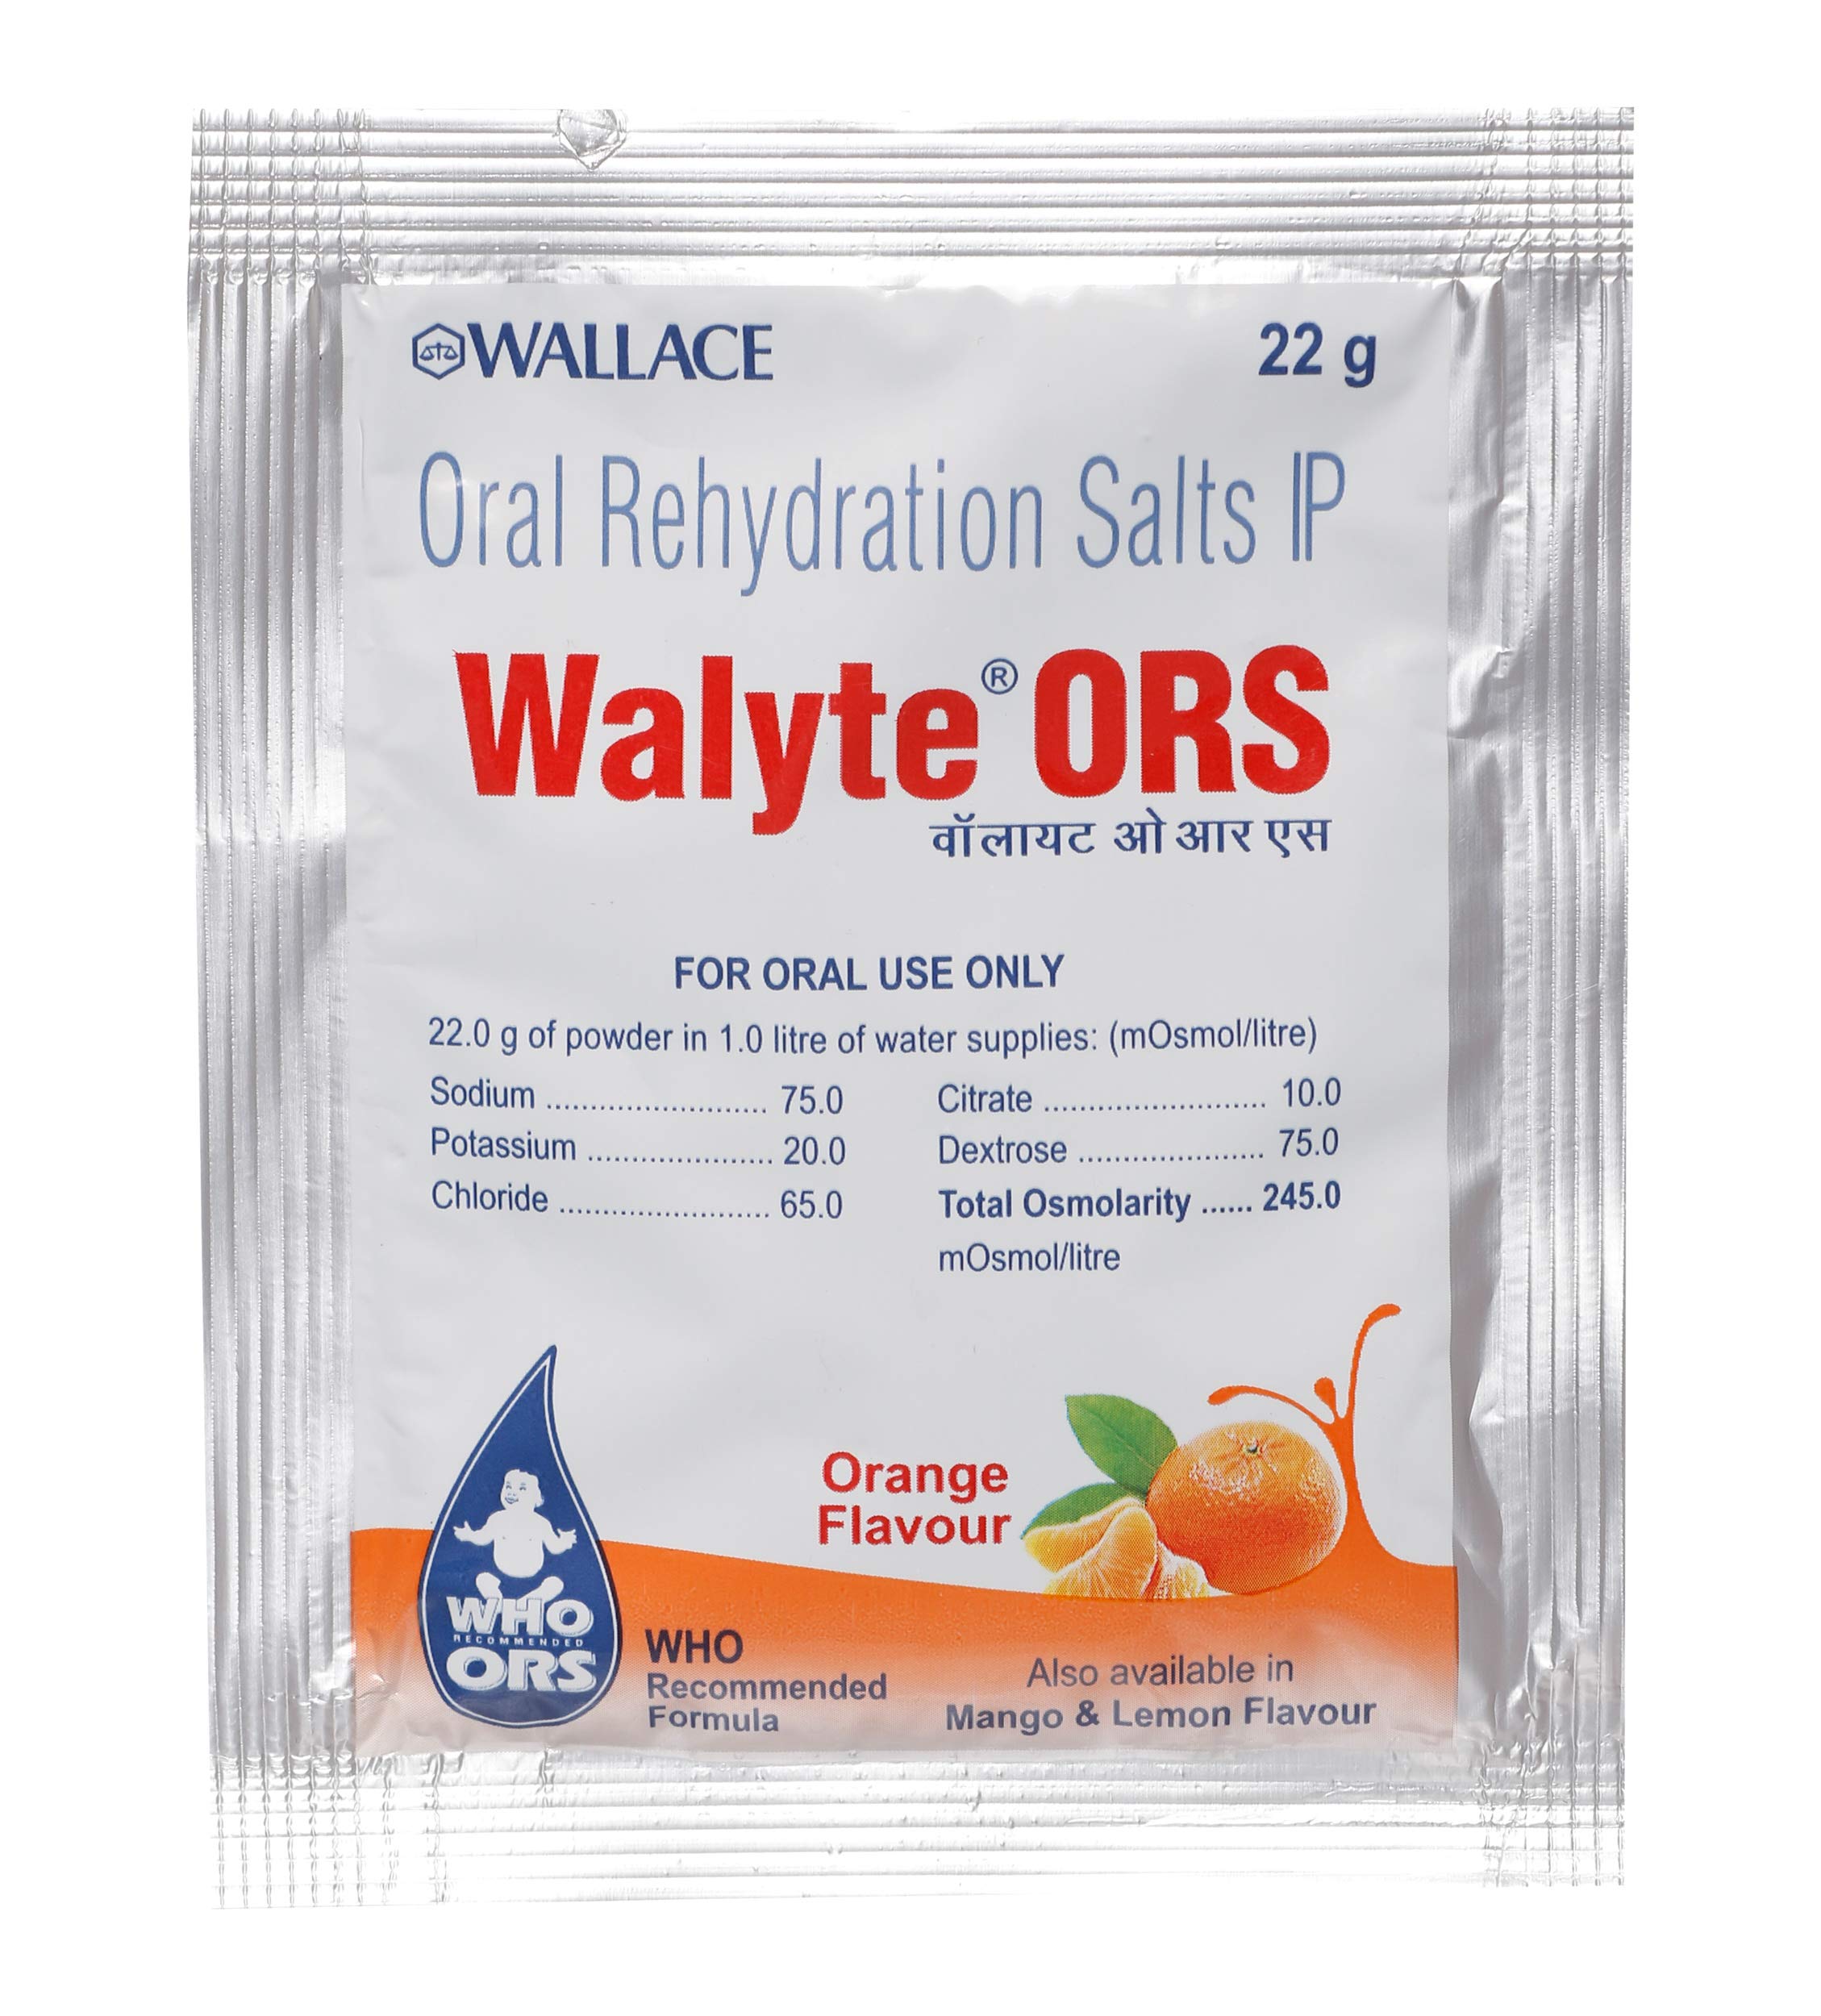 WALLACE 22 g
Oral Rehydration Salts IP
Walyte® ORS
वॉलायट ओ आर एस
FOR ORAL USE ONLY
22.0 g of powder in 1.0 litre of water supplies: (mOsmol/litre)
Sodium ......................... 75.0 Citrate ......................... 10.0
Potassium ..................... 20.0 Dextrose ..................... 75.0
Chloride ........................ 65.0 Total Osmolarity ...... 245.0
mOsmol/litre
Orange
Flavour
WHO
RECOMMENDED
ORS
WHO
Recommended
Formula
Also available in
Mango & Lemon Flavour